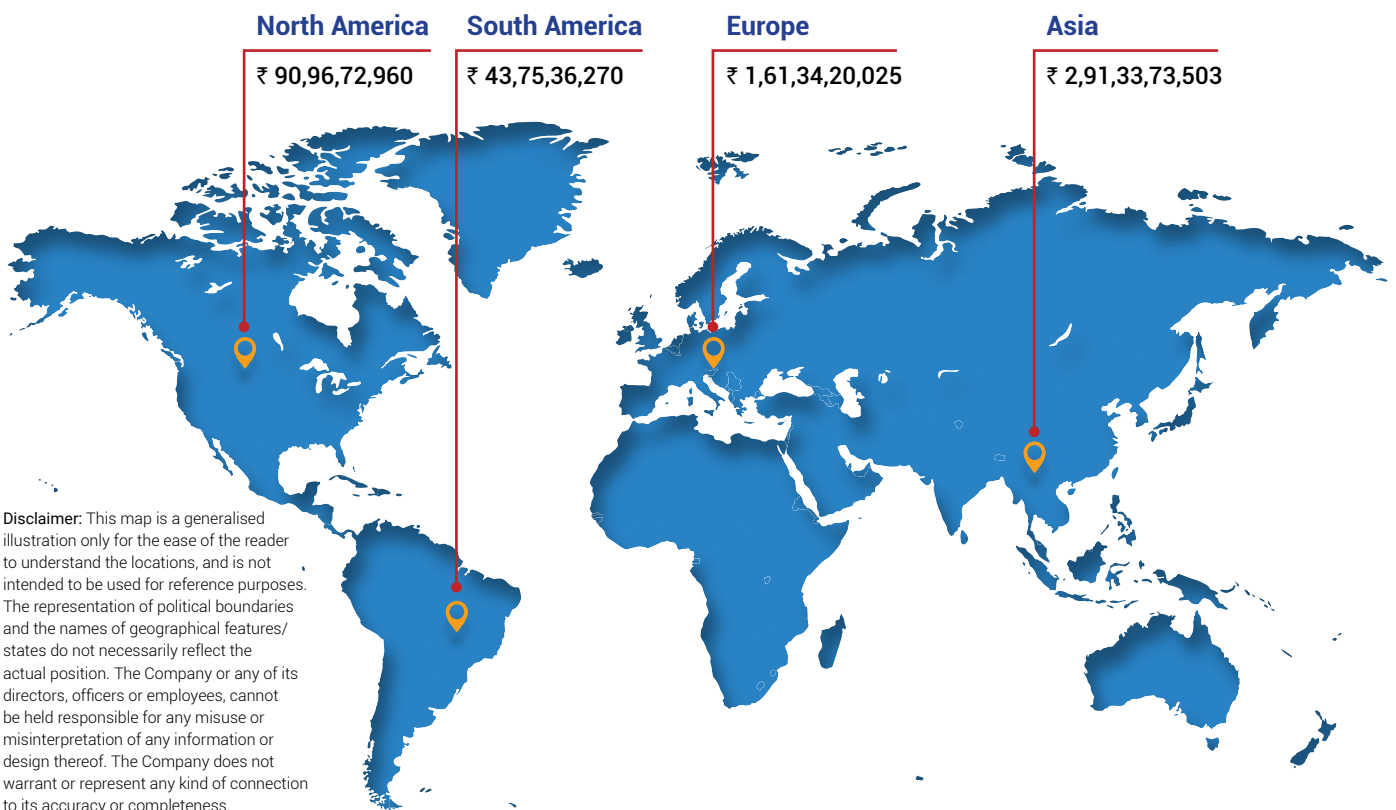 North America
₹ 90,96,72,960
South America
₹ 43,75,36,270
Europe
₹ 1,61,34,20,025
Asia
₹ 2,91,33,73,503
Disclaimer: This map is a generalised
illustration only for the ease of the reader
to understand the locations, and is not
intended to be used for reference purposes.
The representation of political boundaries
and the names of geographical features/
states do not necessarily reflect the
actual position. The Company or any of its
directors, officers or employees, cannot
be held responsible for any misuse or
misinterpretation of any information or
design thereof. The Company does not
warrant or represent any kind of connection
to its accuracy or completeness.